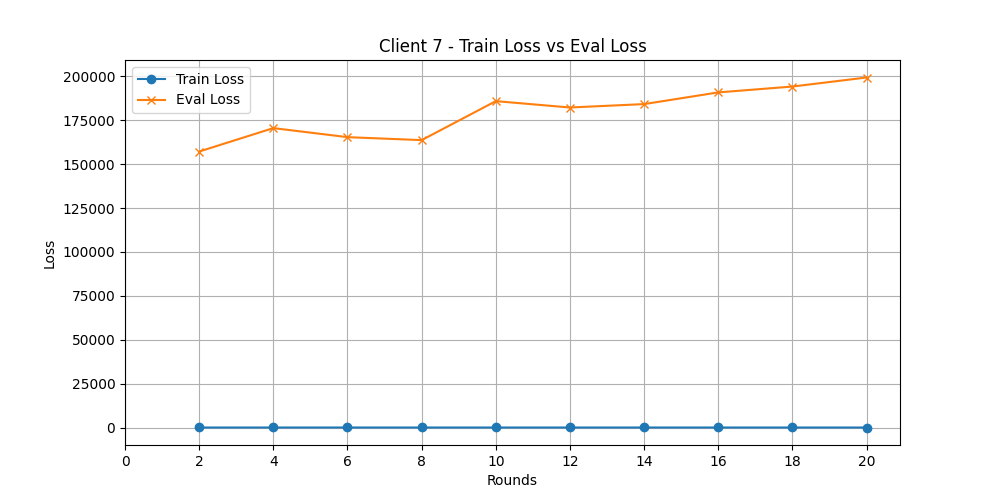 Client 7 - Train Loss vs Eval Loss
Train Loss
Eval Loss
200000
175000
150000
125000
100000
75000
50000
25000
0
Loss
0 2 4 6 8 10 12 14 16 18 20
Rounds